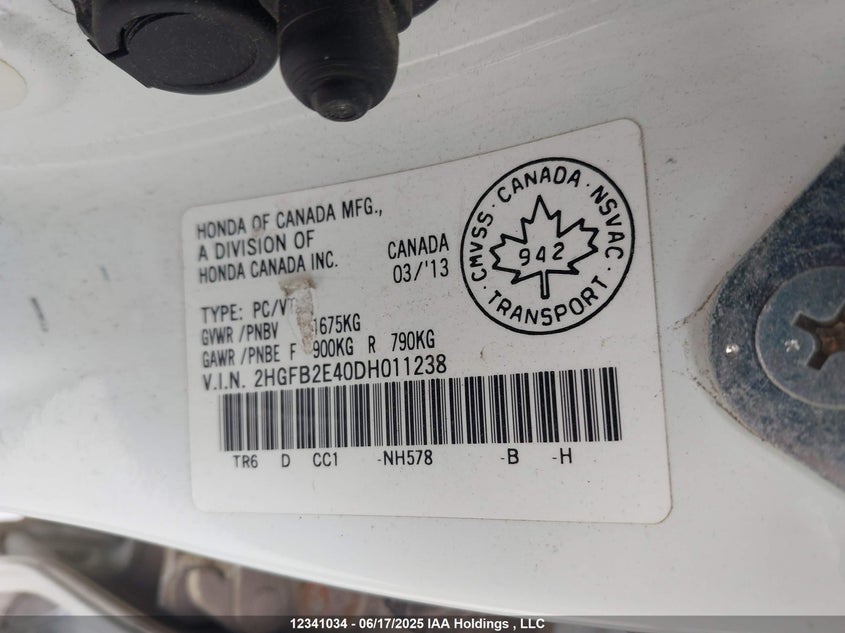 HONDA OF CANADA MFG.,
A DIVISION OF
HONDA CANADA INC.
CANADA
03/'13
CMVSS · CANADA · NSVAC
942
· TRANSPORT ·
TYPE: PC/
GVWR /PNBV 1675KG
GAWR /PNBE F 900KG R 790KG
V.I.N. 2HGFB2E40DH011238
TR6 D CC1 -NH578 -B -H
12341034 - 06/17/2025 IAA Holdings , LLC